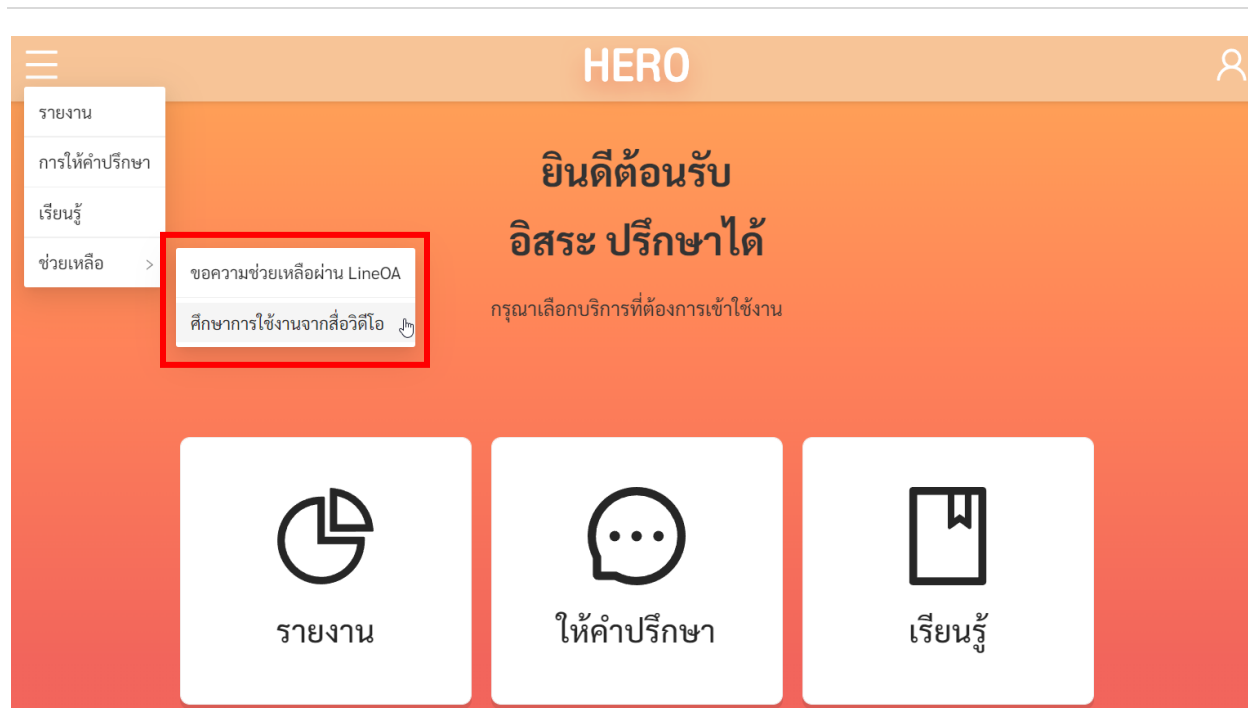 HERO
รายงาน
การให้คำปรึกษา
เรียนรู้
ช่วยเหลือ >
ขอความช่วยเหลือผ่าน LineOA
ศึกษาการใช้งานจากสื่อวิดีโอ
ยินดีต้อนรับ
อิสระ ปรึกษาได้
กรุณาเลือกบริการที่ต้องการเข้าใช้งาน
รายงาน
ให้คำปรึกษา
เรียนรู้